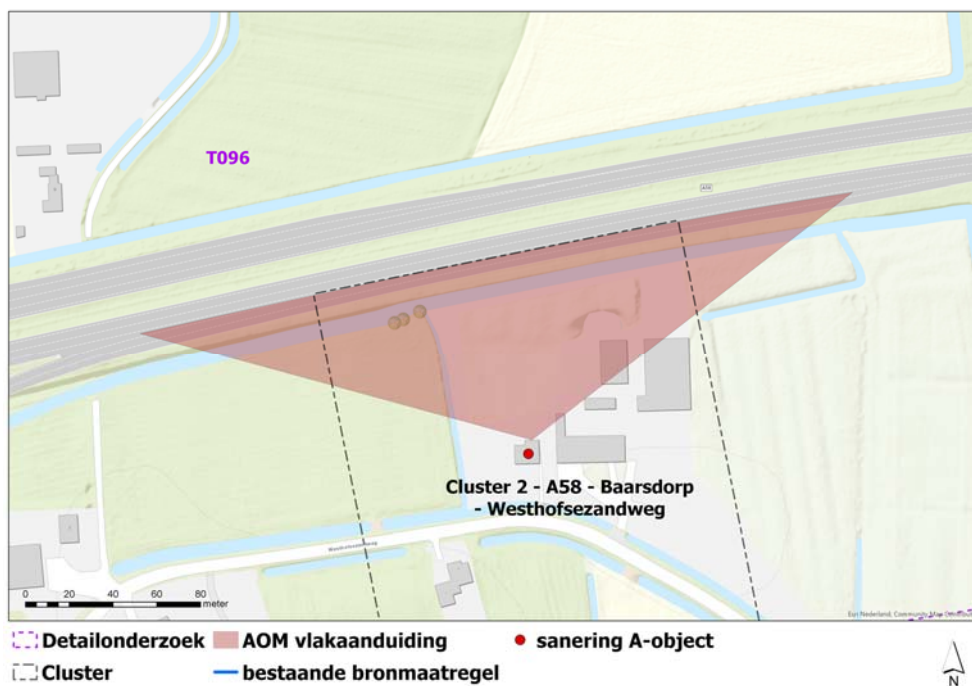 T096
A58
Cluster 2 - A58 - Baarsdorp
- Westhofsezandweg
Westhofsezandweg
0 20 40 60 80
meter
Esri Nederland, Community Map Contributors
Detailonderzoek
AOM vlakaanduiding
sanering A-object
Cluster
bestaande bronmaatregel
N